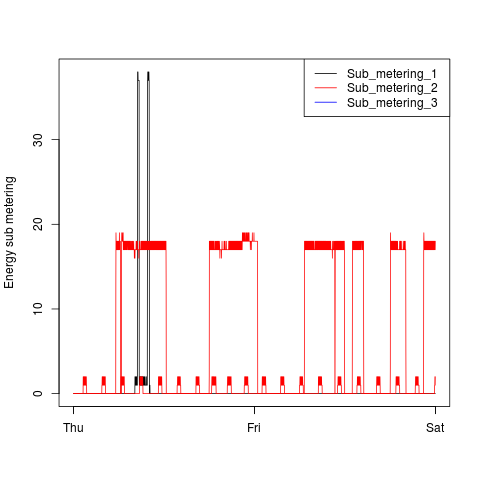 Sub_metering_1
Sub_metering_2
Sub_metering_3
Energy sub metering
30
20
10
0
Thu
Fri
Sat